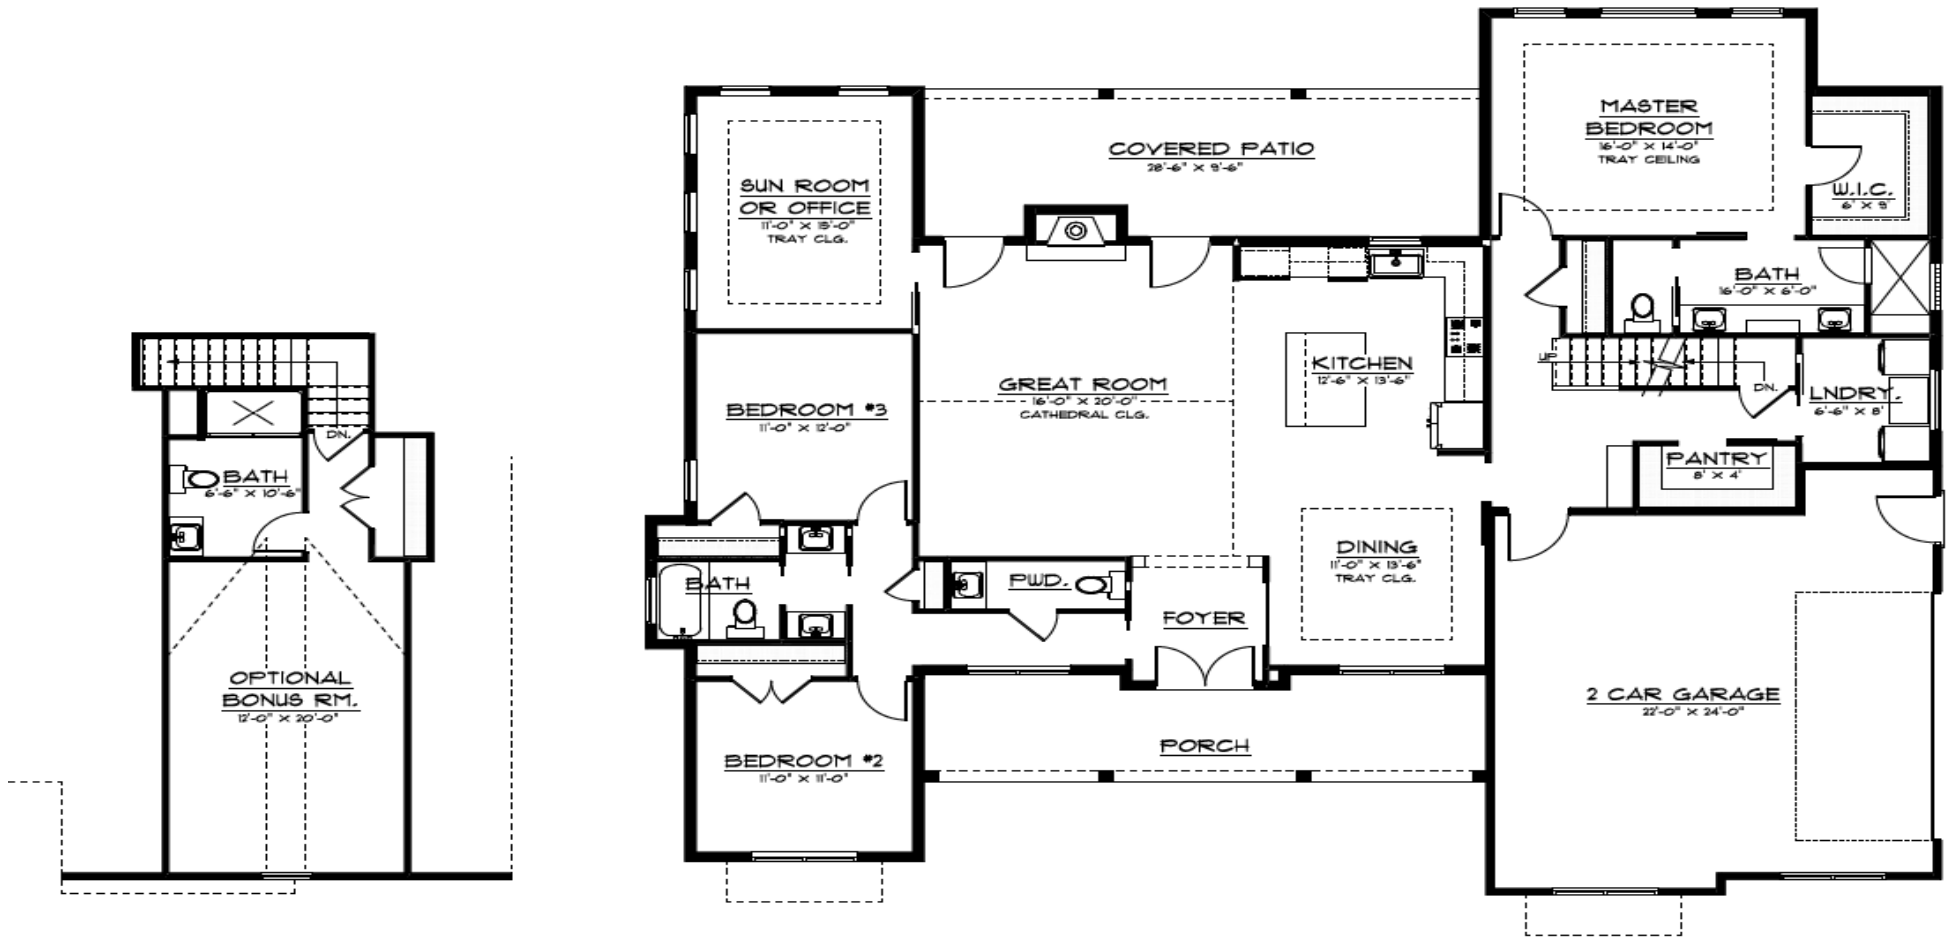 MASTER
BEDROOM
16'-0" X 14'-0"
TRAY CEILING
W.I.C.
6' X 9'
COVERED PATIO
28'-6" X 9'-6"
SUN ROOM
OR OFFICE
11'-0" X 15'-0"
TRAY CLG.
BATH
16'-0" X 6'-0"
KITCHEN
12'-6" X 13'-6"
GREAT ROOM
16'-0" X 20'-0"
CATHEDRAL CLG.
UP
DN.
LNDRY.
6'-6" X 8'
BEDROOM #3
11'-0" X 12'-0"
DN.
BATH
6'-6" X 10'-6"
PANTRY
8' X 4'
DINING
11'-0" X 13'-6"
TRAY CLG.
BATH
PWD.
FOYER
OPTIONAL
BONUS RM.
12'-0" X 20'-0"
2 CAR GARAGE
22'-0" X 24'-0"
PORCH
BEDROOM #2
11'-0" X 11'-0"